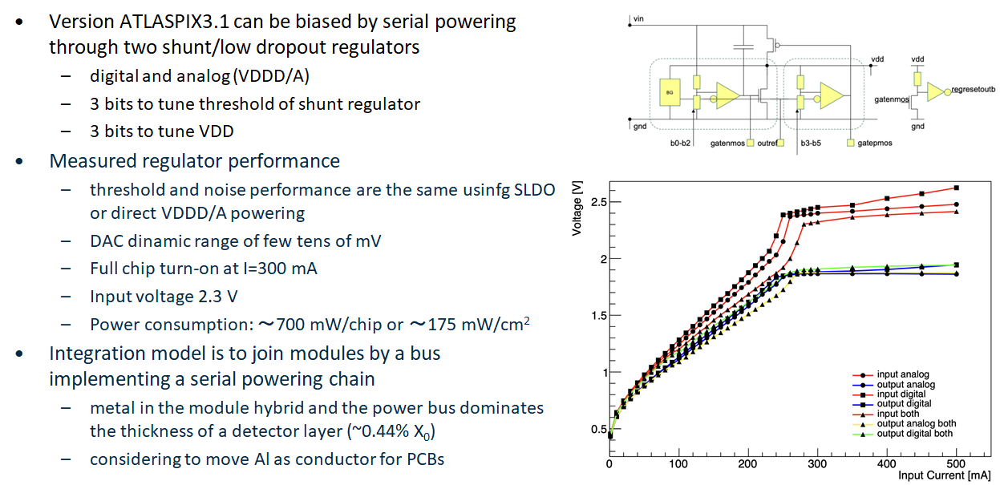 • Version ATLASPIX3.1 can be biased by serial powering
through two shunt/low dropout regulators
– digital and analog (VDDD/A)
– 3 bits to tune threshold of shunt regulator
– 3 bits to tune VDD
• Measured regulator performance
– threshold and noise performance are the same usinfg SLDO
or direct VDDD/A powering
– DAC dinamic range of few tens of mV
– Full chip turn-on at I=300 mA
– Input voltage 2.3 V
– Power consumption: ~700 mW/chip or ~175 mW/cm²
• Integration model is to join modules by a bus
implementing a serial powering chain
– metal in the module hybrid and the power bus dominates
the thickness of a detector layer (~0.44% X₀)
– considering to move Al as conductor for PCBs
vin
vdd
vdd
BG
gatenmos
regresetoutb
gnd
gnd
b0-b2
gatenmos
outref
b3-b5
gatepmos
Voltage [V]
2.5
2
1.5
1
0.5
input analog
output analog
input digital
output digital
input both
output analog both
output digital both
0 100 200 300 400 500
Input Current [mA]